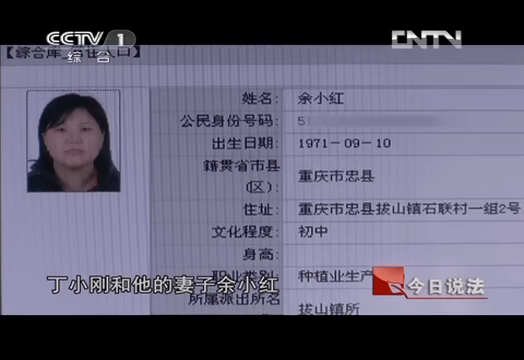 CCTV 1
综合
CNTN
【综合库 人口】
姓名: 余小红
公民身份号码: 5
出生日期: 1971-09-10
籍贯省市县(区): 重庆市忠县
住址: 重庆市忠县拔山镇石联村一组2号
文化程度: 初中
身高:
职业类别: 种植业生产
所属派出所名 拔山镇所
丁小刚和他的妻子余小红
今日说法